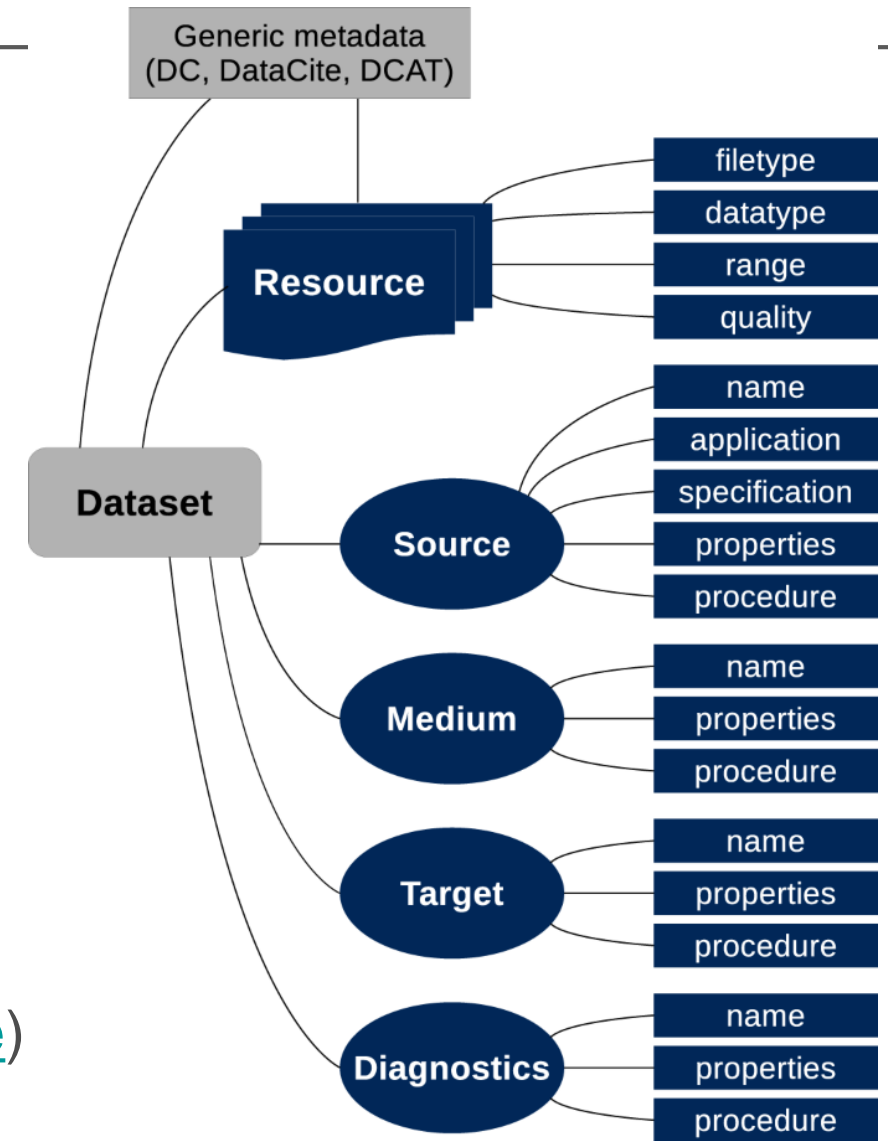 Generic metadata
(DC, DataCite, DCAT)
Resource
filetype
datatype
range
quality
Dataset
Source
name
application
specification
properties
procedure
Medium
name
properties
procedure
Target
name
properties
procedure
e)
Diagnostics
name
properties
procedure